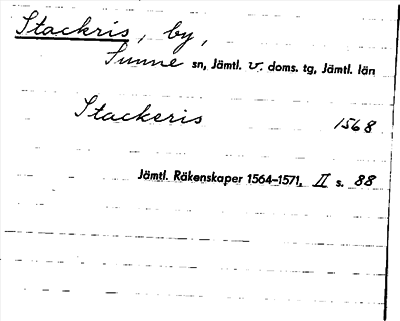 Stackris, by,
Sunne sn, Jämtl. v. doms. tg, Jämtl. län
Stackeris 1568
Jämtl. Räkenskaper 1564–1571, II s. 88